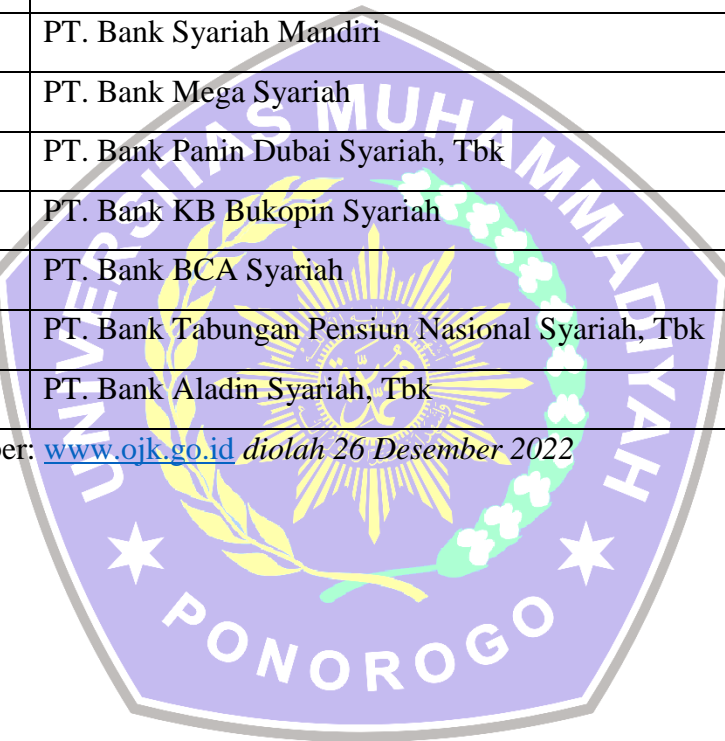 PT. Bank Syariah Mandiri
PT. Bank Mega Syariah
PT. Bank Panin Dubai Syariah, Tbk
PT. Bank KB Bukopin Syariah
PT. Bank BCA Syariah
PT. Bank Tabungan Pensiun Nasional Syariah, Tbk
PT. Bank Aladin Syariah, Tbk
ber: www.ojk.go.id diolah 26 Desember 2022
UNIVERSITAS MUHAMMADIYAH
PONOROGO